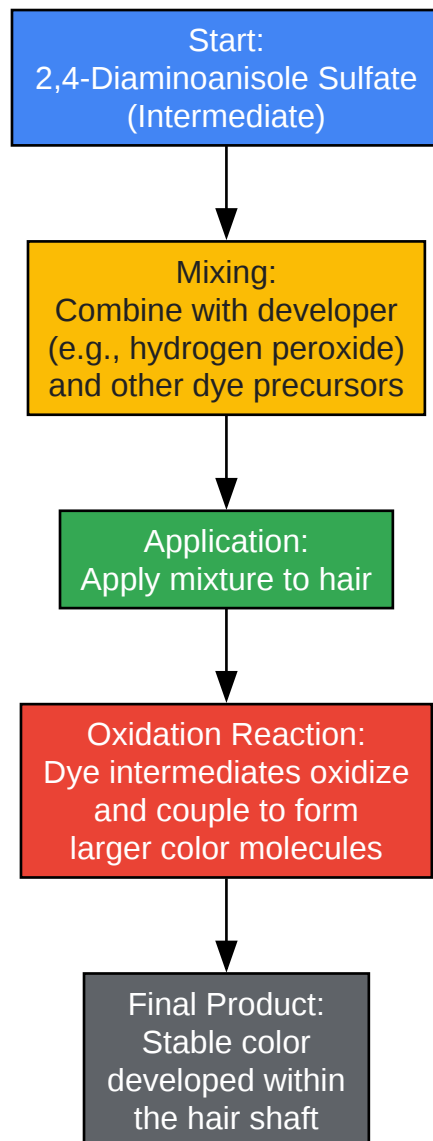 Start:
2,4-Diaminoanisole Sulfate
(Intermediate)
Mixing:
Combine with developer
(e.g., hydrogen peroxide)
and other dye precursors
Application:
Apply mixture to hair
Oxidation Reaction:
Dye intermediates oxidize
and couple to form
larger color molecules
Final Product:
Stable color
developed within
the hair shaft